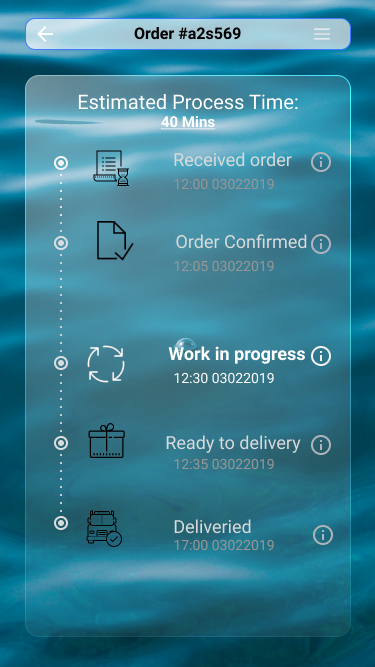 Order #a2s569
Estimated Process Time:
40 Mins
Received order
12:00 03022019
Order Confirmed
12:05 03022019
Work in progress
12:30 03022019
Ready to delivery
12:35 03022019
Deliveried
17:00 03022019